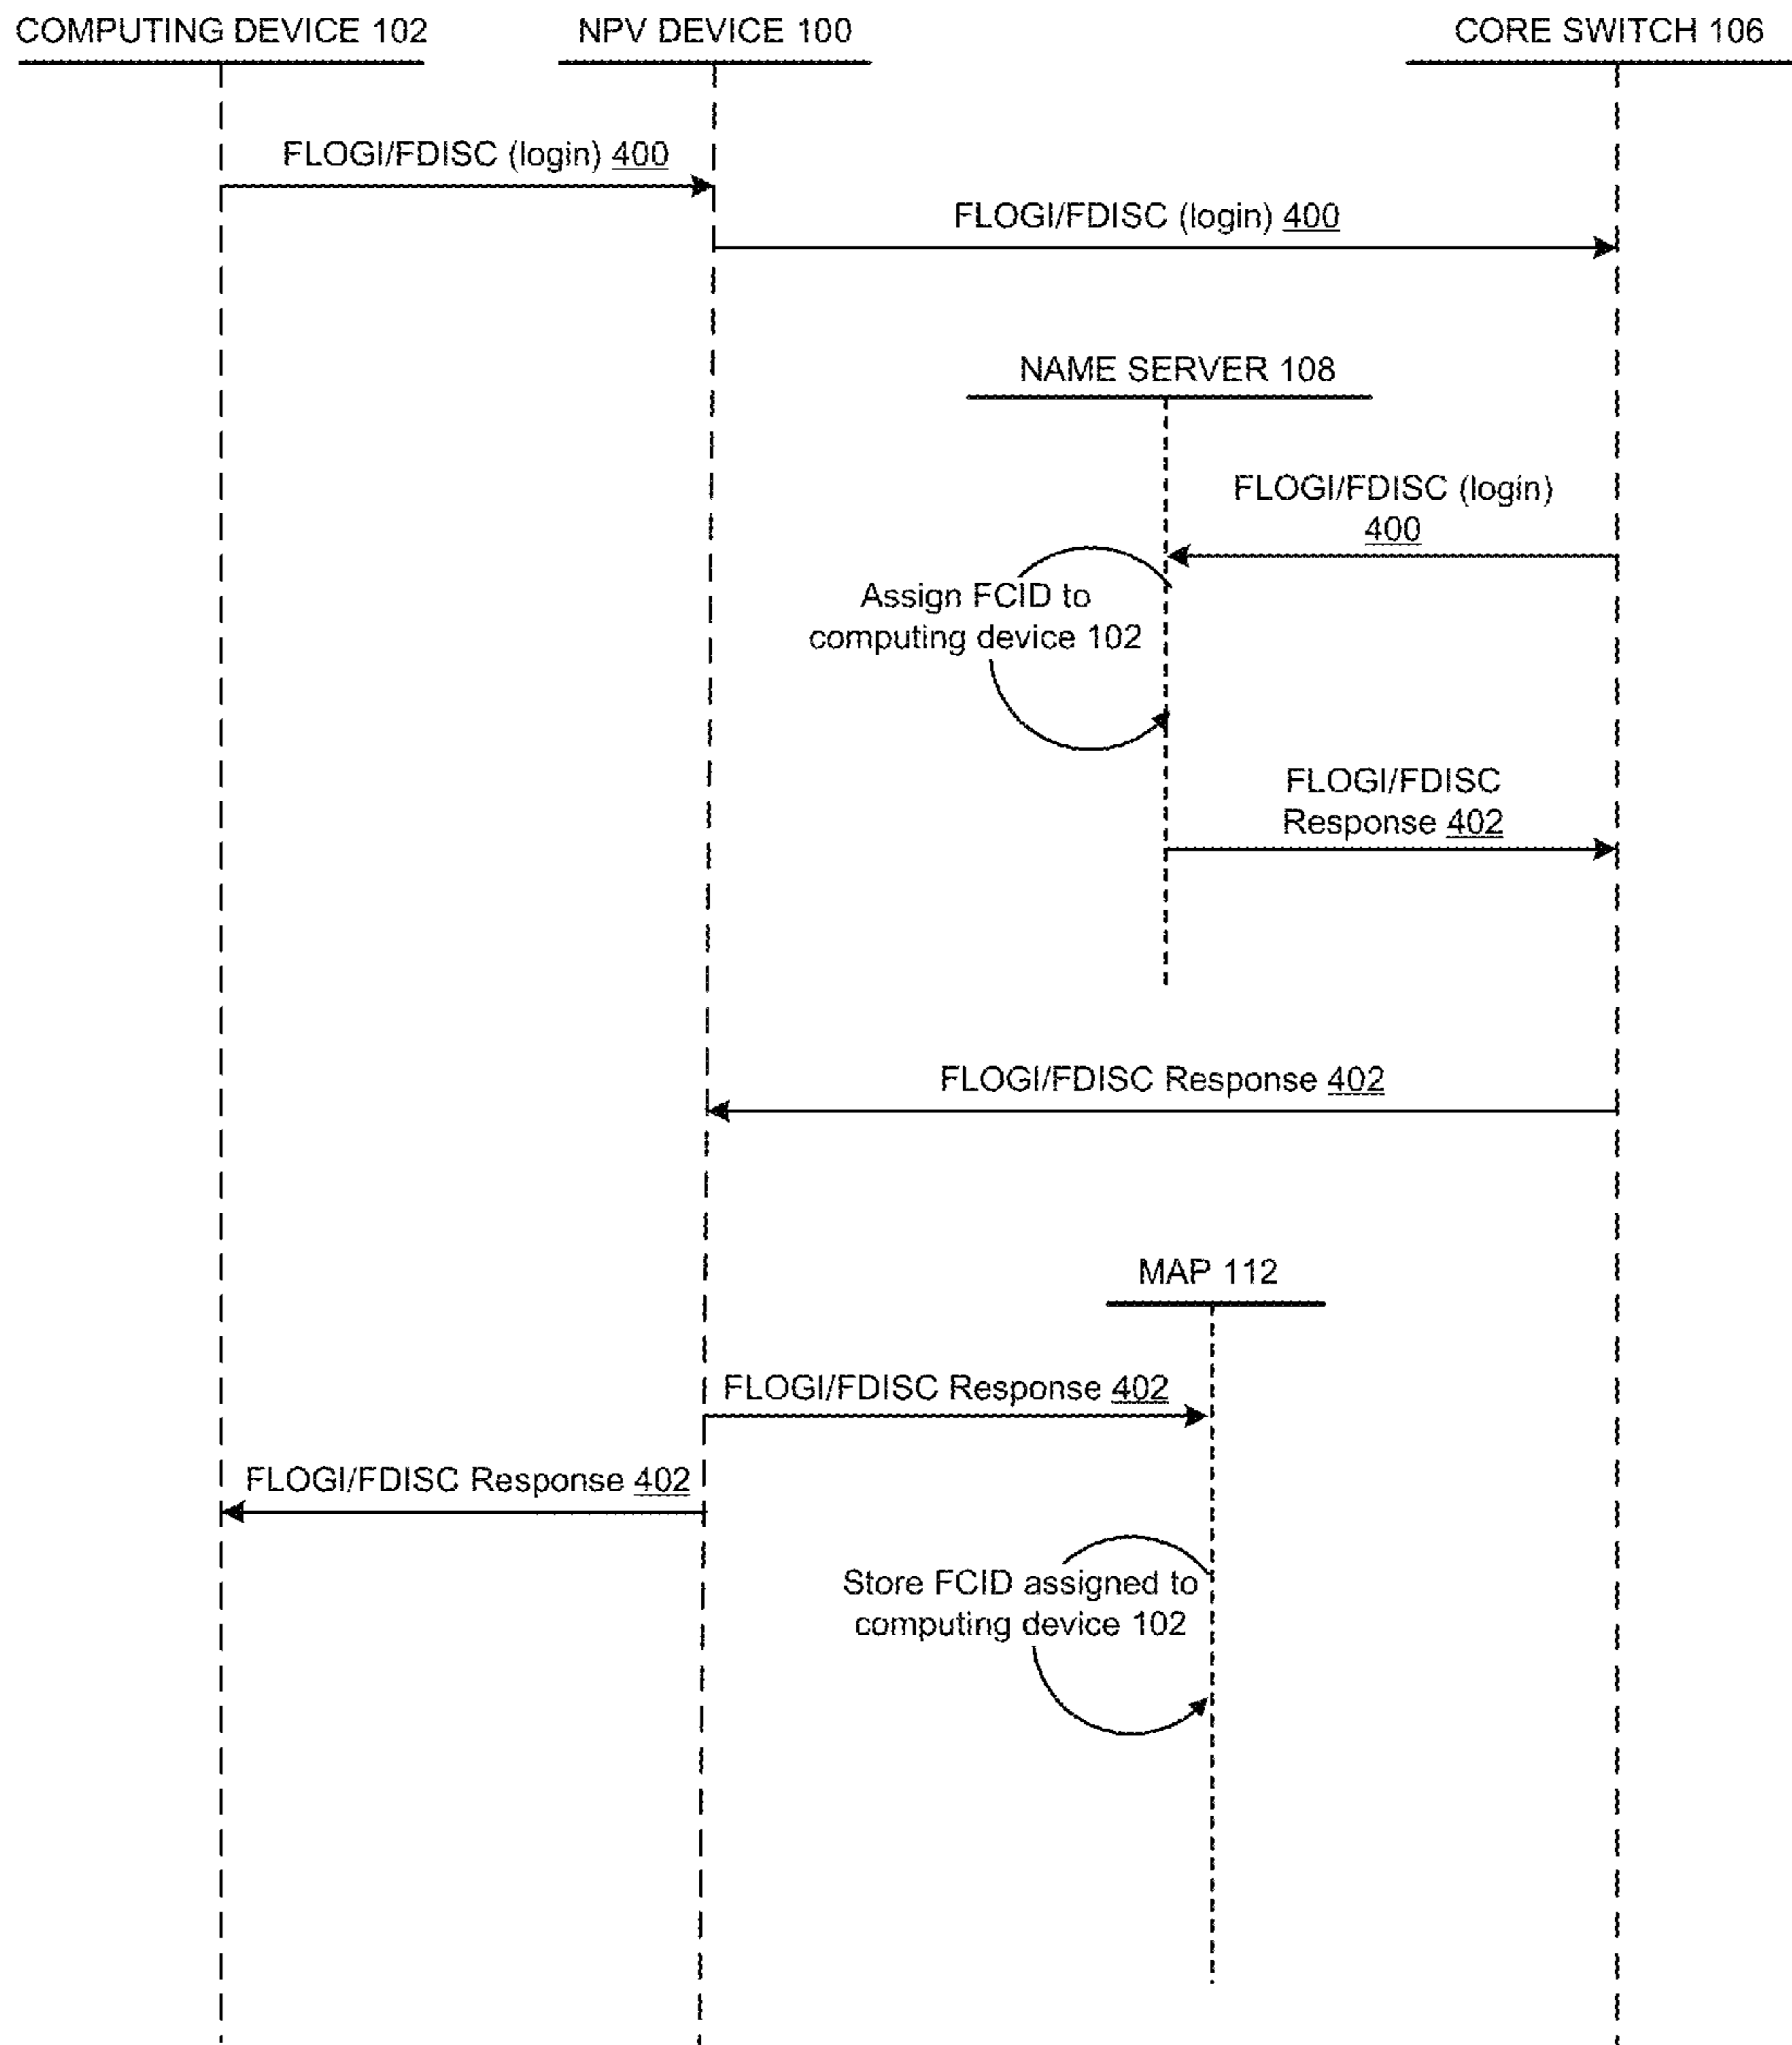 COMPUTING DEVICE 102
NPV DEVICE 100
CORE SWITCH 106
FLOGI/FDISC (login) 400
FLOGI/FDISC (login) 400
NAME SERVER 108
FLOGI/FDISC (login)
400
Assign FCID to
computing device 102
FLOGI/FDISC
Response 402
FLOGI/FDISC Response 402
MAP 112
FLOGI/FDISC Response 402
FLOGI/FDISC Response 402
Store FCID assigned to
computing device 102